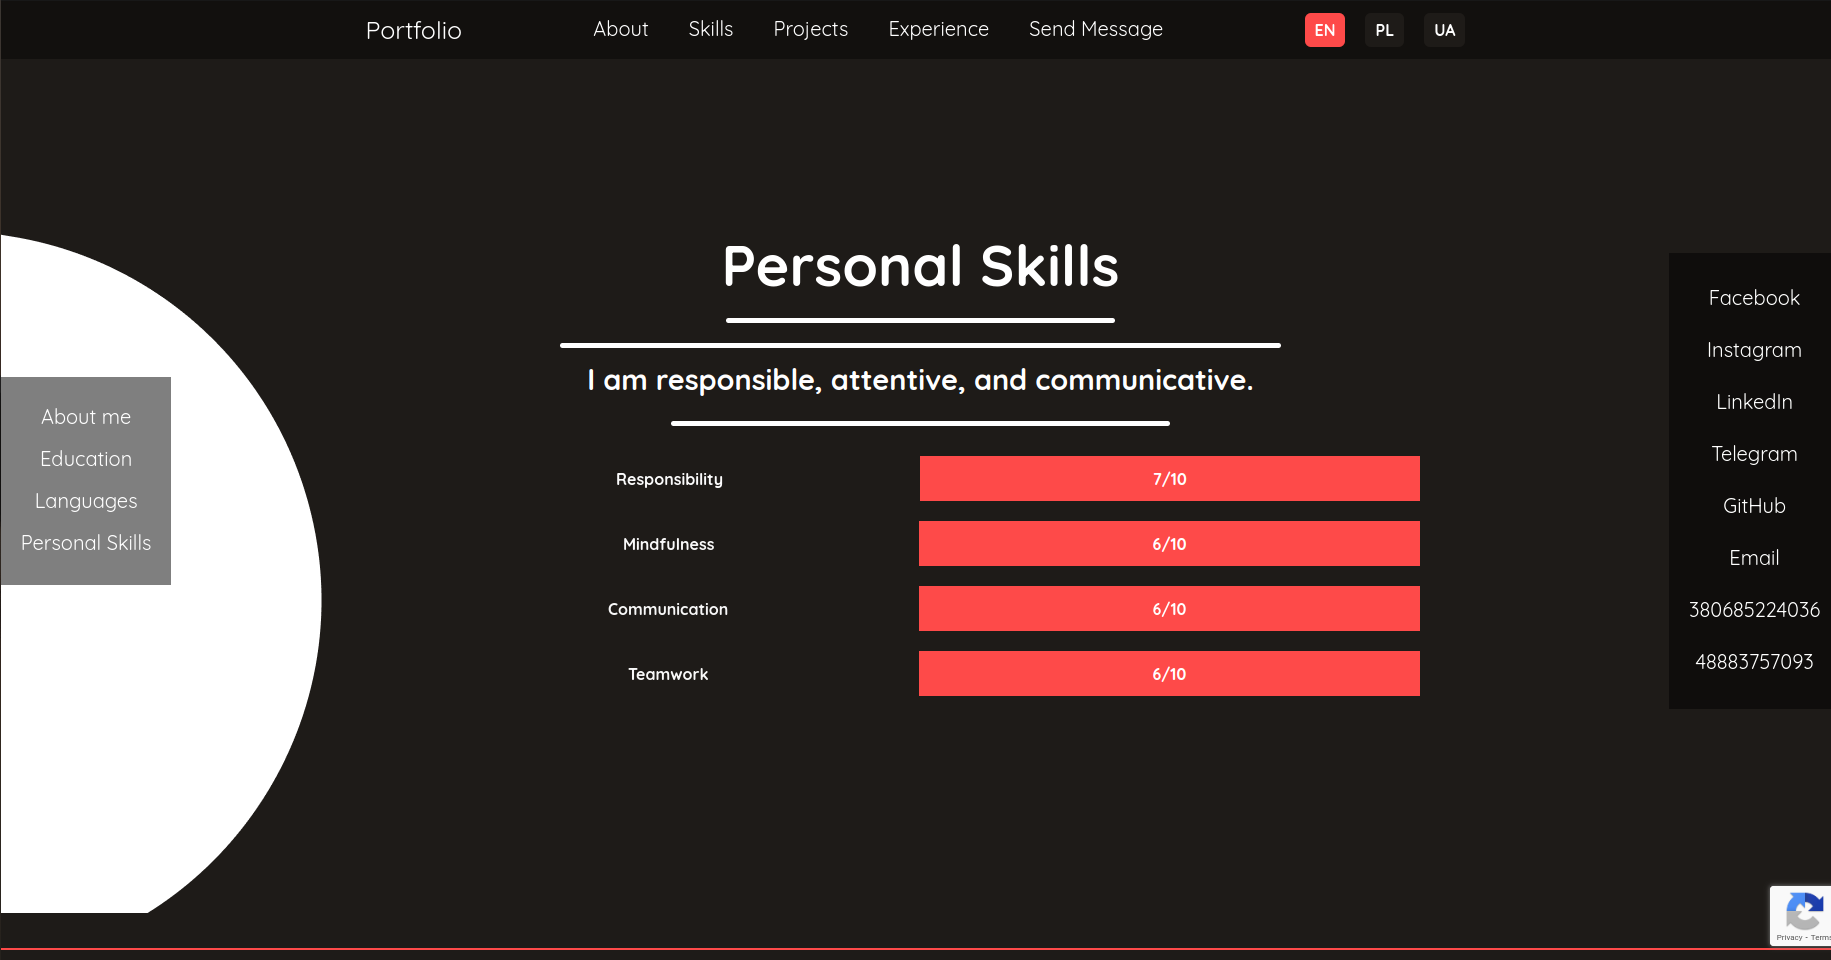 Portfolio
About Skills Projects Experience Send Message
EN PL UA
Personal Skills
I am responsible, attentive, and communicative.
Responsibility 7/10
Mindfulness 6/10
Communication 6/10
Teamwork 6/10
About me
Education
Languages
Personal Skills
Facebook
Instagram
LinkedIn
Telegram
GitHub
Email
380685224036
48883757093
Privacy - Terms